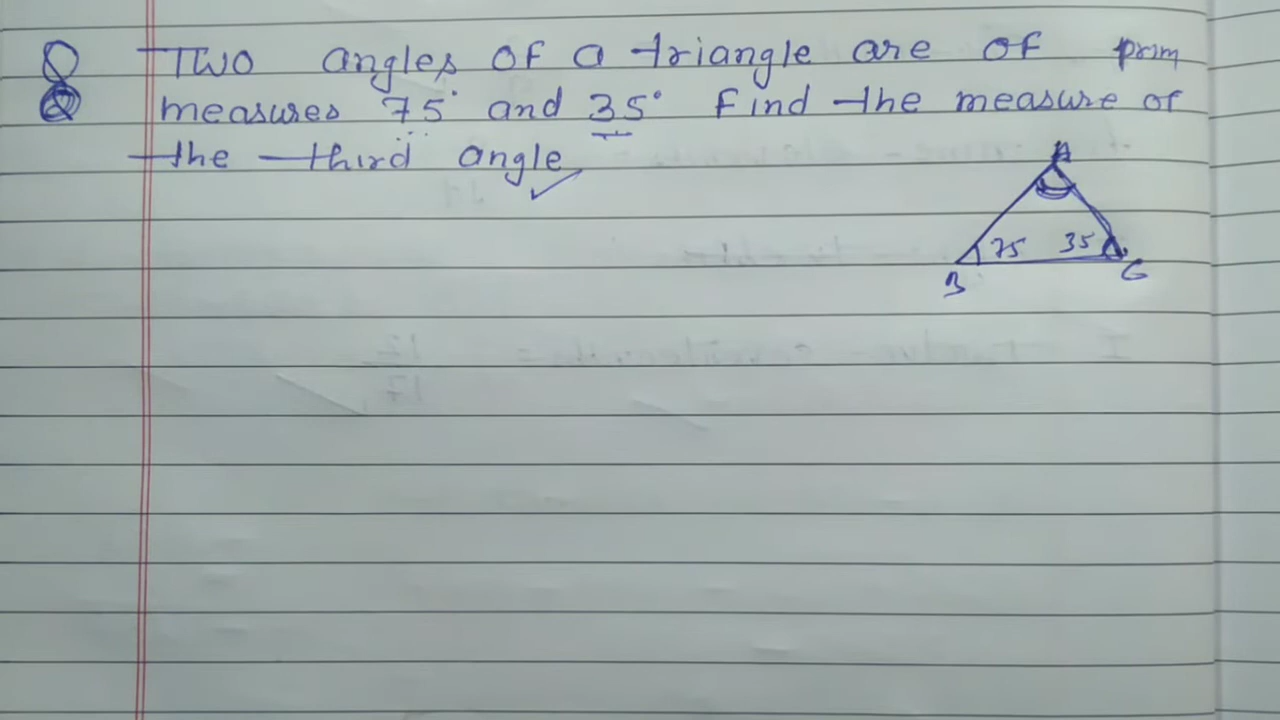 Q Two angles of a triangle are of prim
Q measures 75° and 35° Find the measure of
the third angle
A
75 35
B C